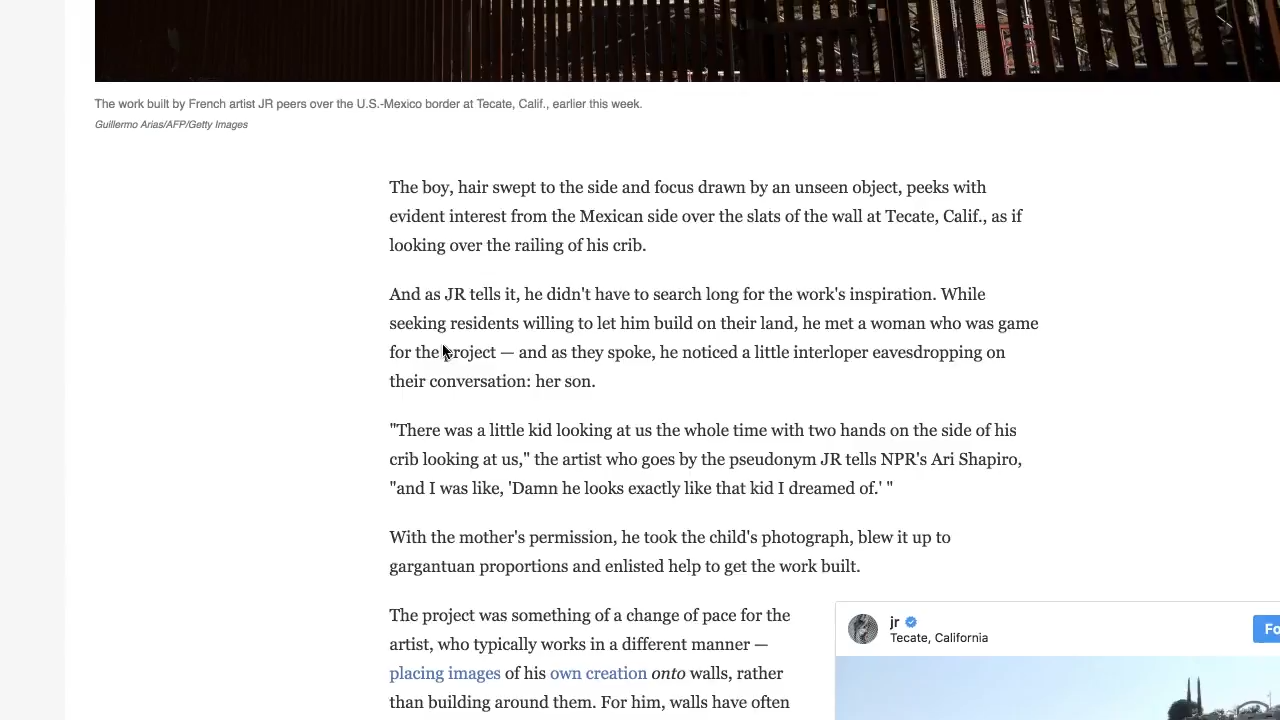 The work built by French artist JR peers over the U.S.-Mexico border at Tecate, Calif., earlier this week.
Guillermo Arias/AFP/Getty Images
The boy, hair swept to the side and focus drawn by an unseen object, peeks with
evident interest from the Mexican side over the slats of the wall at Tecate, Calif., as if
looking over the railing of his crib.
And as JR tells it, he didn't have to search long for the work's inspiration. While
seeking residents willing to let him build on their land, he met a woman who was game
for the project — and as they spoke, he noticed a little interloper eavesdropping on
their conversation: her son.
"There was a little kid looking at us the whole time with two hands on the side of his
crib looking at us," the artist who goes by the pseudonym JR tells NPR's Ari Shapiro,
"and I was like, 'Damn he looks exactly like that kid I dreamed of.' "
With the mother's permission, he took the child's photograph, blew it up to
gargantuan proportions and enlisted help to get the work built.
The project was something of a change of pace for the
artist, who typically works in a different manner —
placing images of his own creation onto walls, rather
than building around them. For him, walls have often
jr
Tecate, California
Fo